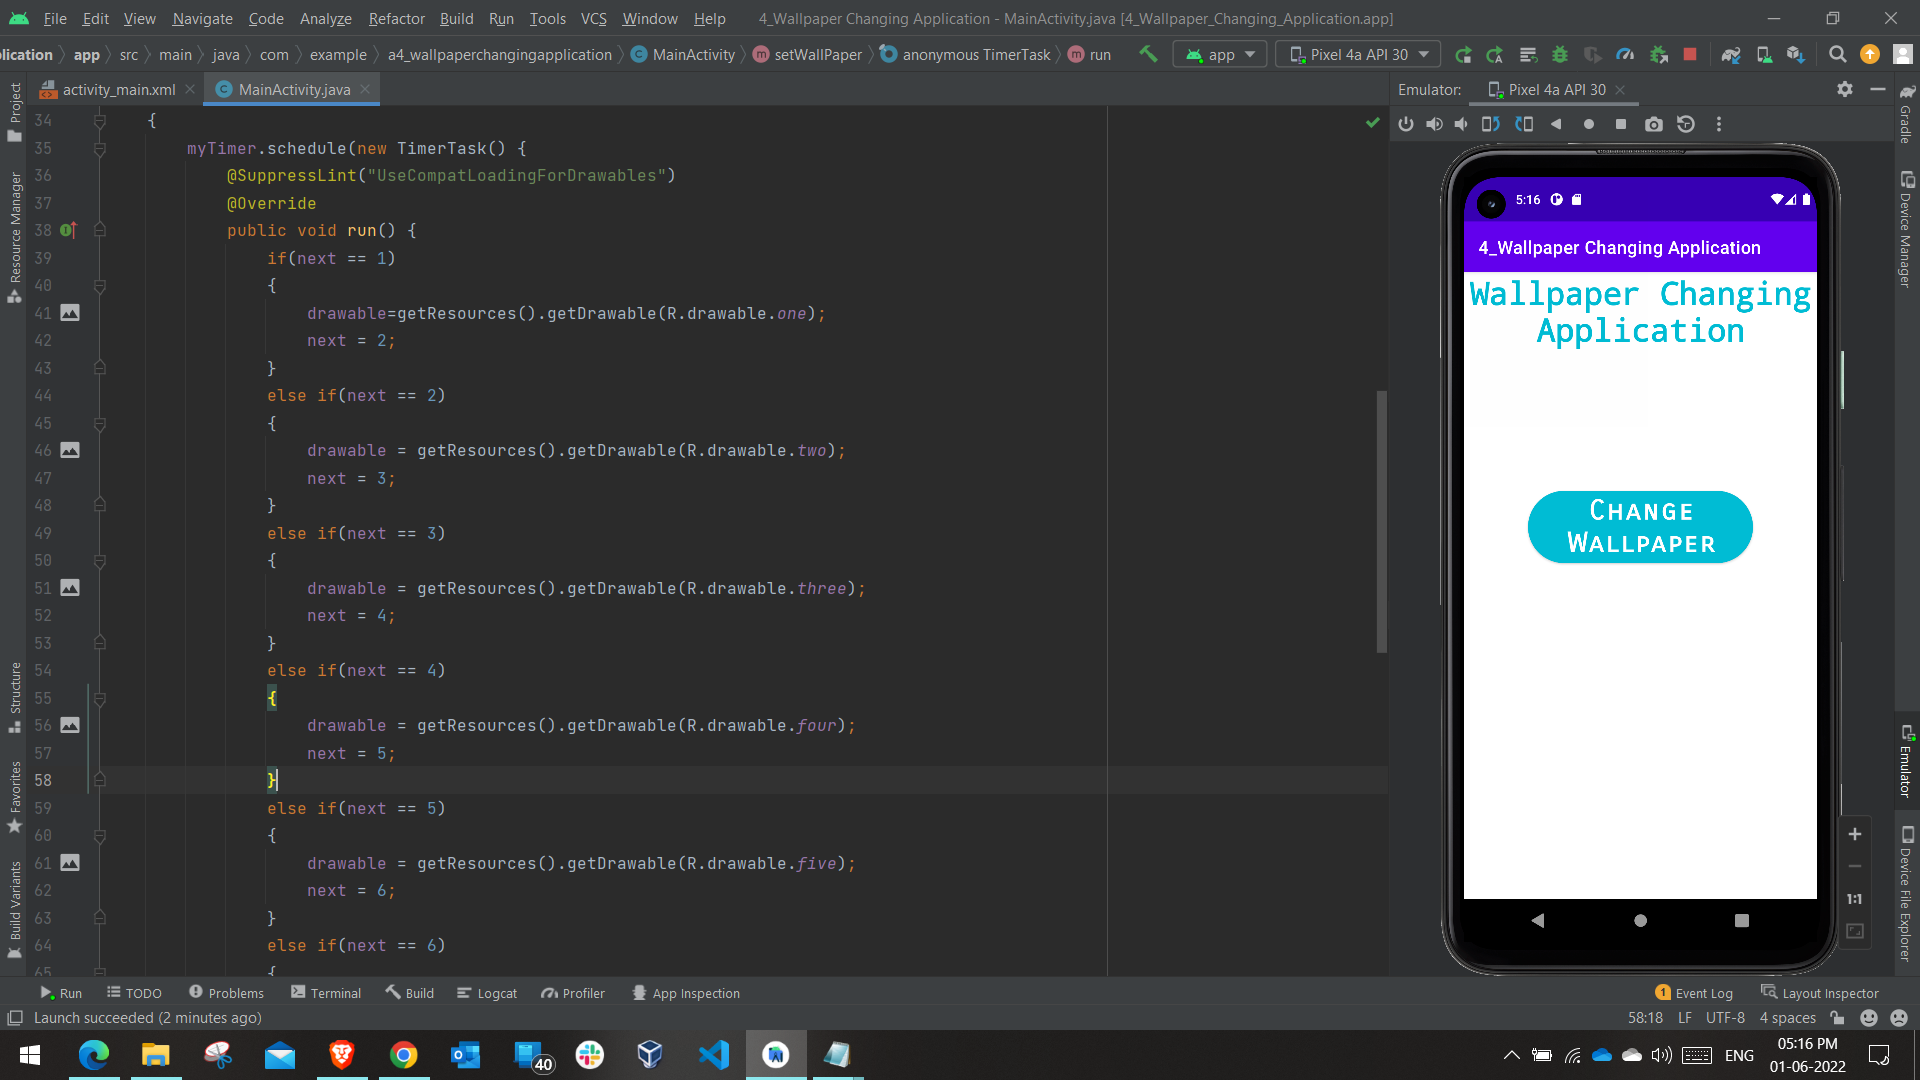 File Edit View Navigate Code Analyze Refactor Build Run Tools VCS Window Help 4_Wallpaper Changing Application - MainActivity.java [4_Wallpaper_Changing_Application.app]
plication app src main java com example a4_wallpaperchangingapplication MainActivity setWallPaper anonymous TimerTask run app Pixel 4a API 30
activity_main.xml MainActivity.java
Emulator: Pixel 4a API 30
Project
Resource Manager
Structure
Favorites
Build Variants
34 {
35 myTimer.schedule(new TimerTask() {
36 @SuppressLint("UseCompatLoadingForDrawables")
37 @Override
38 public void run() {
39 if(next == 1)
40 {
41 drawable=getResources().getDrawable(R.drawable.one);
42 next = 2;
43 }
44 else if(next == 2)
45 {
46 drawable = getResources().getDrawable(R.drawable.two);
47 next = 3;
48 }
49 else if(next == 3)
50 {
51 drawable = getResources().getDrawable(R.drawable.three);
52 next = 4;
53 }
54 else if(next == 4)
55 {
56 drawable = getResources().getDrawable(R.drawable.four);
57 next = 5;
58 }
59 else if(next == 5)
60 {
61 drawable = getResources().getDrawable(R.drawable.five);
62 next = 6;
63 }
64 else if(next == 6)
65 {
5:16
4_Wallpaper Changing Application
Wallpaper Changing
Application
CHANGE
WALLPAPER
1:1
Gradle
Device Manager
Emulator
Device File Explorer
Run TODO Problems Terminal Build Logcat Profiler App Inspection 1 Event Log Layout Inspector
Launch succeeded (2 minutes ago) 58:18 LF UTF-8 4 spaces
40 ENG 05:16 PM
01-06-2022